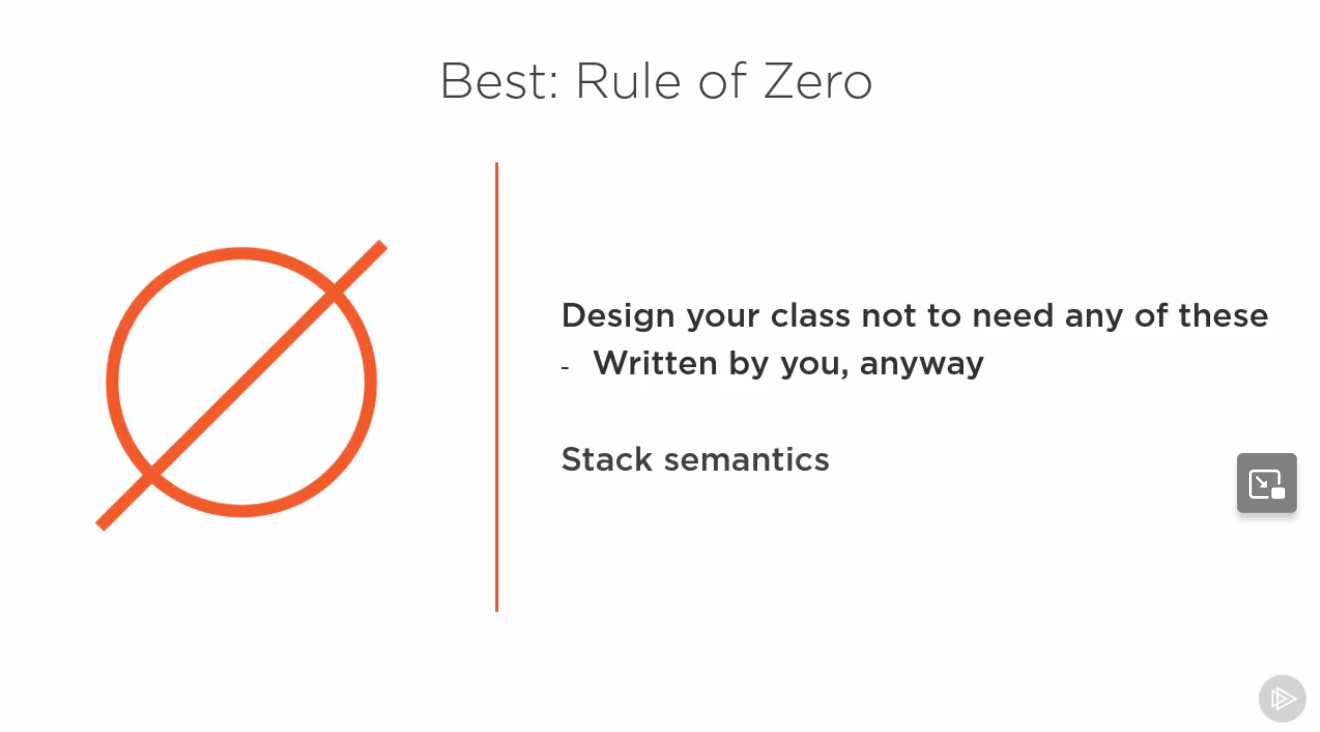 Best: Rule of Zero
Design your class not to need any of these
- Written by you, anyway
Stack semantics